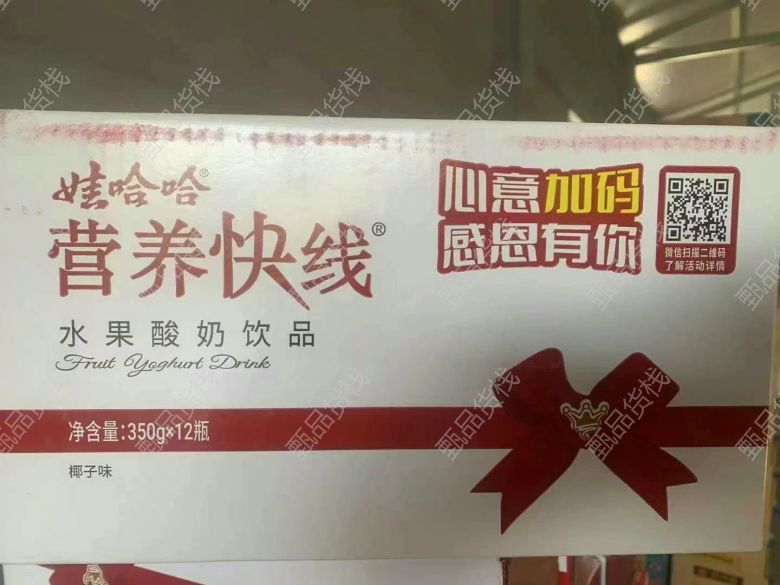 娃哈哈®
营养快线®
水果酸奶饮品
Fruit Yoghurt Drink
净含量:350g×12瓶
椰子味
心意加码
感恩有你
微信扫描二维码
了解活动详情
甄品货栈